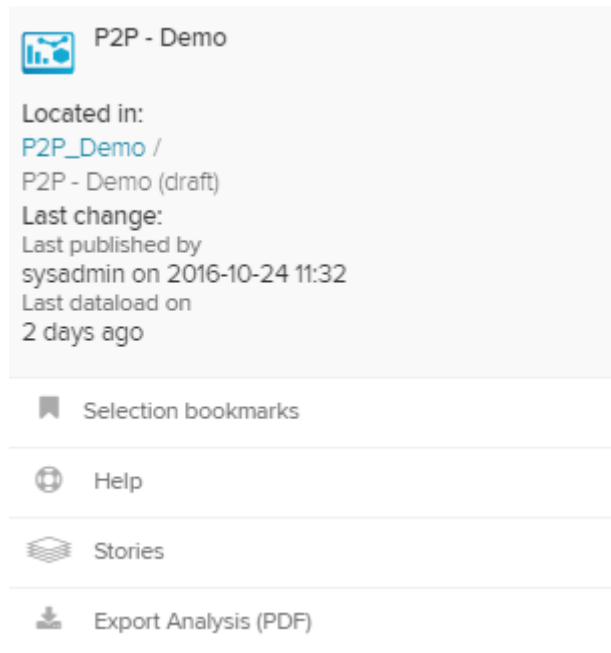 P2P - Demo
Located in:
P2P_Demo /
P2P - Demo (draft)
Last change:
Last published by
sysadmin on 2016-10-24 11:32
Last dataload on
2 days ago
Selection bookmarks
Help
Stories
Export Analysis (PDF)